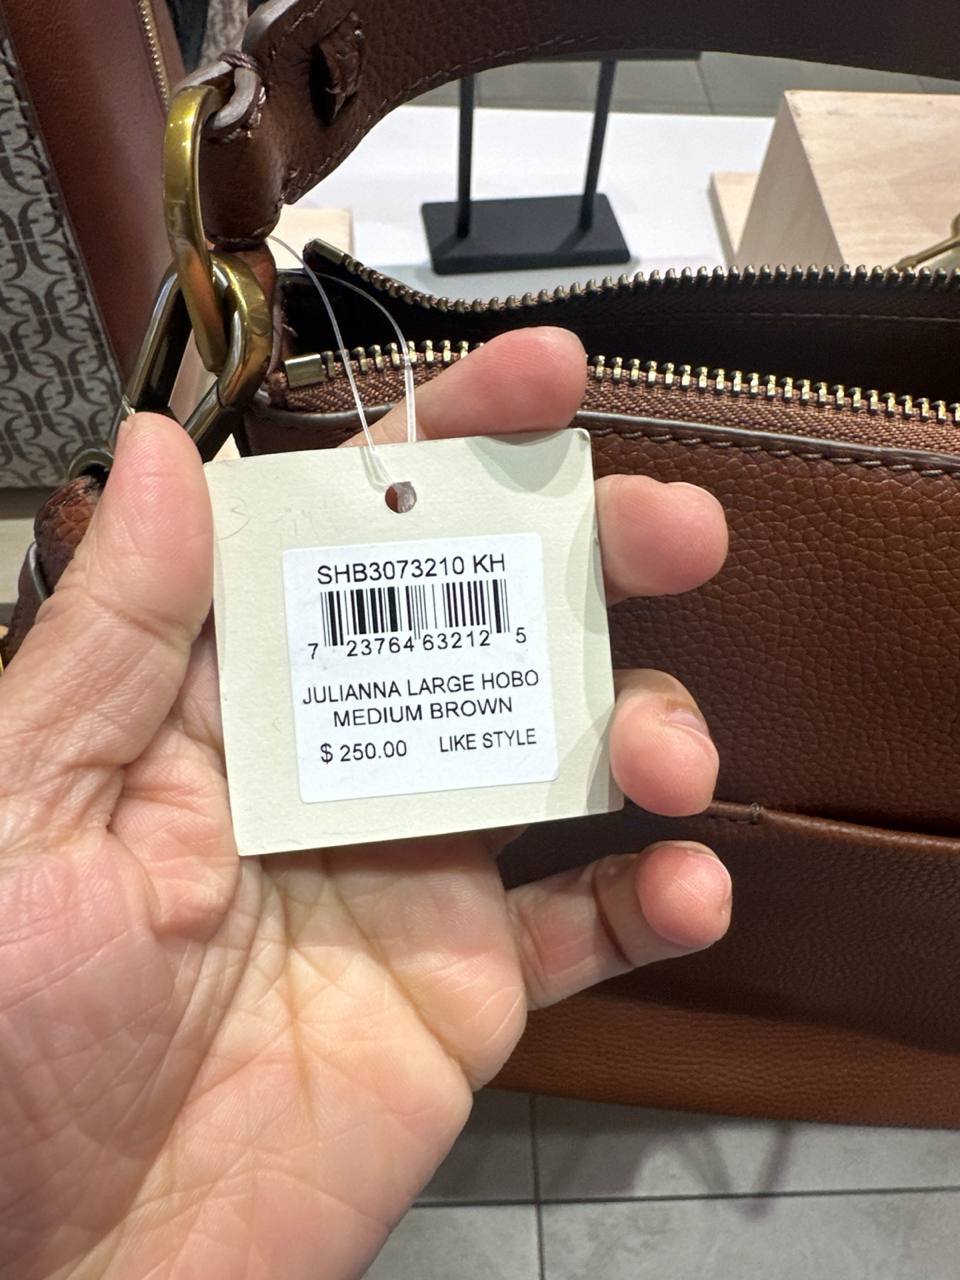 SHB3073210 KH
7 23764 63212 5
JULIANNA LARGE HOBO
MEDIUM BROWN
$ 250.00 LIKE STYLE